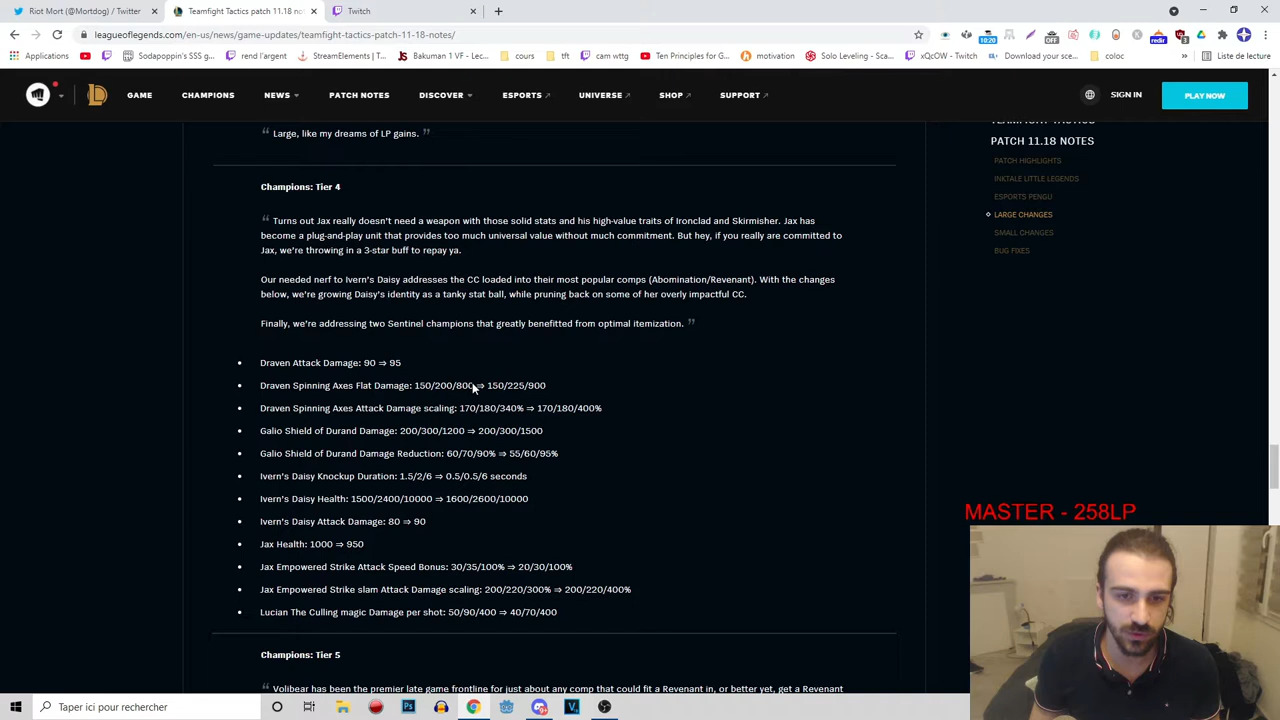 Riot Mort (@Mortdog) / Twitter
Teamfight Tactics patch 11.18 no
Twitch
leagueoflegends.com/en-us/news/game-updates/teamfight-tactics-patch-11-18-notes/
10:20
OFF
redir
3
Applications
Sodapoppin's SSG g...
rend l'argent
StreamElements | T...
Bakuman 1 VF - Lec...
cours
tft
cam wttg
Ten Principles for G...
motivation
Solo Leveling - Sca...
xQcOW - Twitch
Download your sce...
coloc
»
Liste de lecture
GAME
CHAMPIONS
NEWS
PATCH NOTES
DISCOVER
ESPORTS
UNIVERSE
SHOP
SUPPORT
SIGN IN
PLAY NOW
TEAMFIGHT TACTICS
PATCH 11.18 NOTES
PATCH HIGHLIGHTS
INKTALE LITTLE LEGENDS
ESPORTS PENGU
LARGE CHANGES
SMALL CHANGES
BUG FIXES
“ Large, like my dreams of LP gains. ”
Champions: Tier 4
“ Turns out Jax really doesn't need a weapon with those solid stats and his high-value traits of Ironclad and Skirmisher. Jax has
become a plug-and-play unit that provides too much universal value without much commitment. But hey, if you really are committed to
Jax, we're throwing in a 3-star buff to repay ya.
Our needed nerf to Ivern's Daisy addresses the CC loaded into their most popular comps (Abomination/Revenant). With the changes
below, we're growing Daisy's identity as a tanky stat ball, while pruning back on some of her overly impactful CC.
Finally, we're addressing two Sentinel champions that greatly benefitted from optimal itemization. ”
• Draven Attack Damage: 90 ⇒ 95
• Draven Spinning Axes Flat Damage: 150/200/800 ⇒ 150/225/900
• Draven Spinning Axes Attack Damage scaling: 170/180/340% ⇒ 170/180/400%
• Galio Shield of Durand Damage: 200/300/1200 ⇒ 200/300/1500
• Galio Shield of Durand Damage Reduction: 60/70/90% ⇒ 55/60/95%
• Ivern's Daisy Knockup Duration: 1.5/2/6 ⇒ 0.5/0.5/6 seconds
• Ivern's Daisy Health: 1500/2400/10000 ⇒ 1600/2600/10000
• Ivern's Daisy Attack Damage: 80 ⇒ 90
• Jax Health: 1000 ⇒ 950
• Jax Empowered Strike Attack Speed Bonus: 30/35/100% ⇒ 20/30/100%
• Jax Empowered Strike slam Attack Damage scaling: 200/220/300% ⇒ 200/220/400%
• Lucian The Culling magic Damage per shot: 50/90/400 ⇒ 40/70/400
Champions: Tier 5
“ Volibear has been the premier late game frontline for just about any comp that could fit a Revenant in, or better yet, get a Revenant
MASTER - 258LP
Taper ici pour rechercher